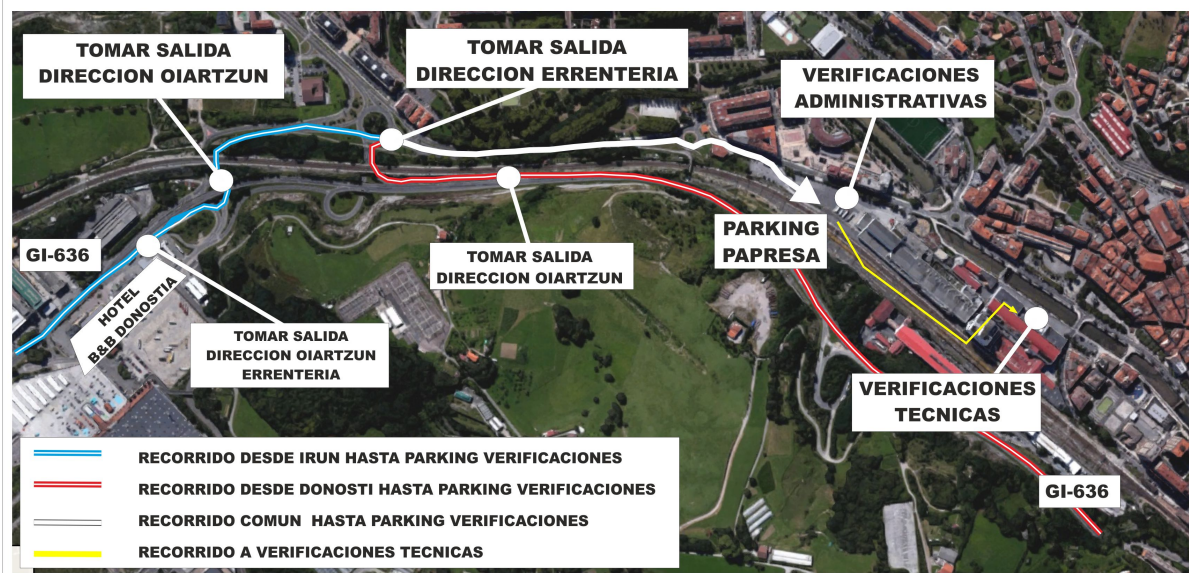 TOMAR SALIDA
DIRECCION OIARTZUN
TOMAR SALIDA
DIRECCION ERRENTERIA
VERIFICACIONES
ADMINISTRATIVAS
GI-636
HOTEL
B&B DONOSTIA
TOMAR SALIDA
DIRECCION OIARTZUN
ERRENTERIA
TOMAR SALIDA
DIRECCION OIARTZUN
PARKING
PAPRESA
VERIFICACIONES
TECNICAS
GI-636
RECORRIDO DESDE IRUN HASTA PARKING VERIFICACIONES
RECORRIDO DESDE DONOSTI HASTA PARKING VERIFICACIONES
RECORRIDO COMUN HASTA PARKING VERIFICACIONES
RECORRIDO A VERIFICACIONES TECNICAS